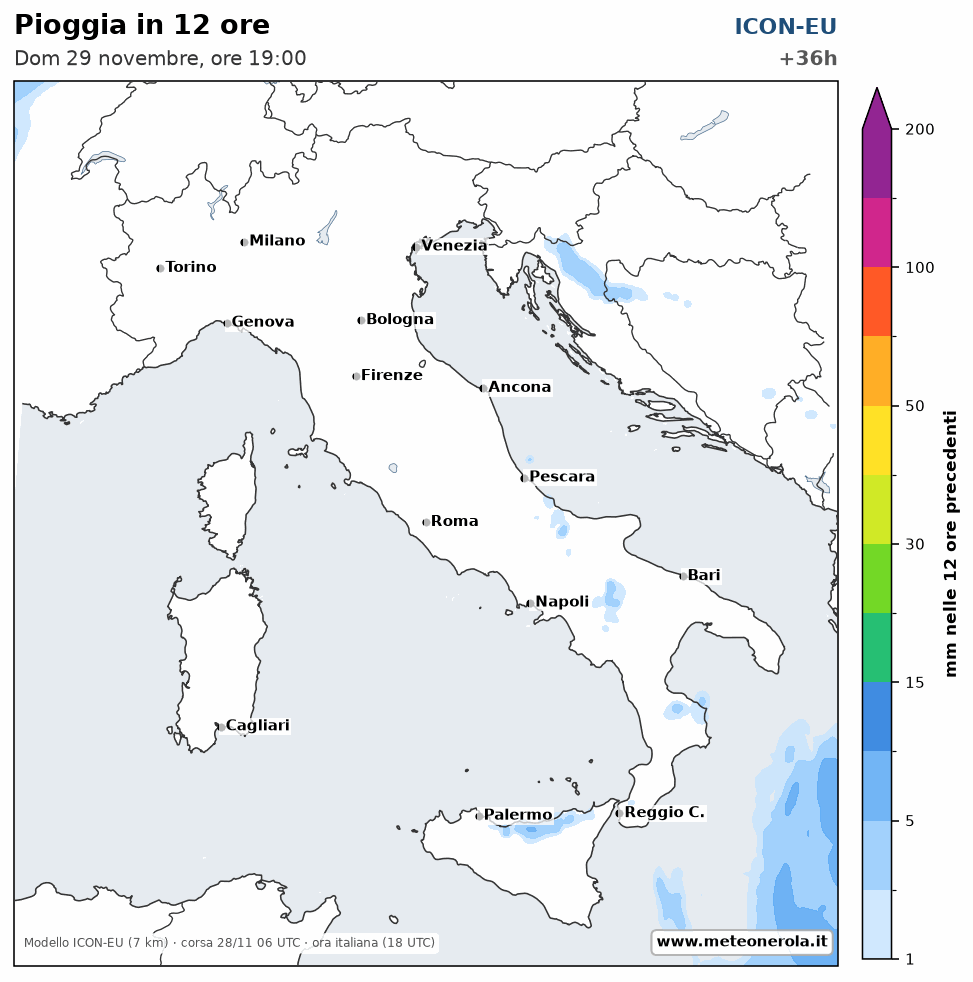 Pioggia in 12 ore
ICON-EU
Dom 29 novembre, ore 19:00
+36h
200
Milano
Venezia
Torino
100
Genova
Bologna
Firenze
Ancona
50
Pescara
Roma
30
Bari
Napoli
mm nelle 12 ore precedenti
15
Cagliari
Palermo
Reggio C.
5
Modello ICON-EU (7 km) · corsa 28/11 06 UTC · ora italiana (18 UTC)
www.meteonerola.it
1